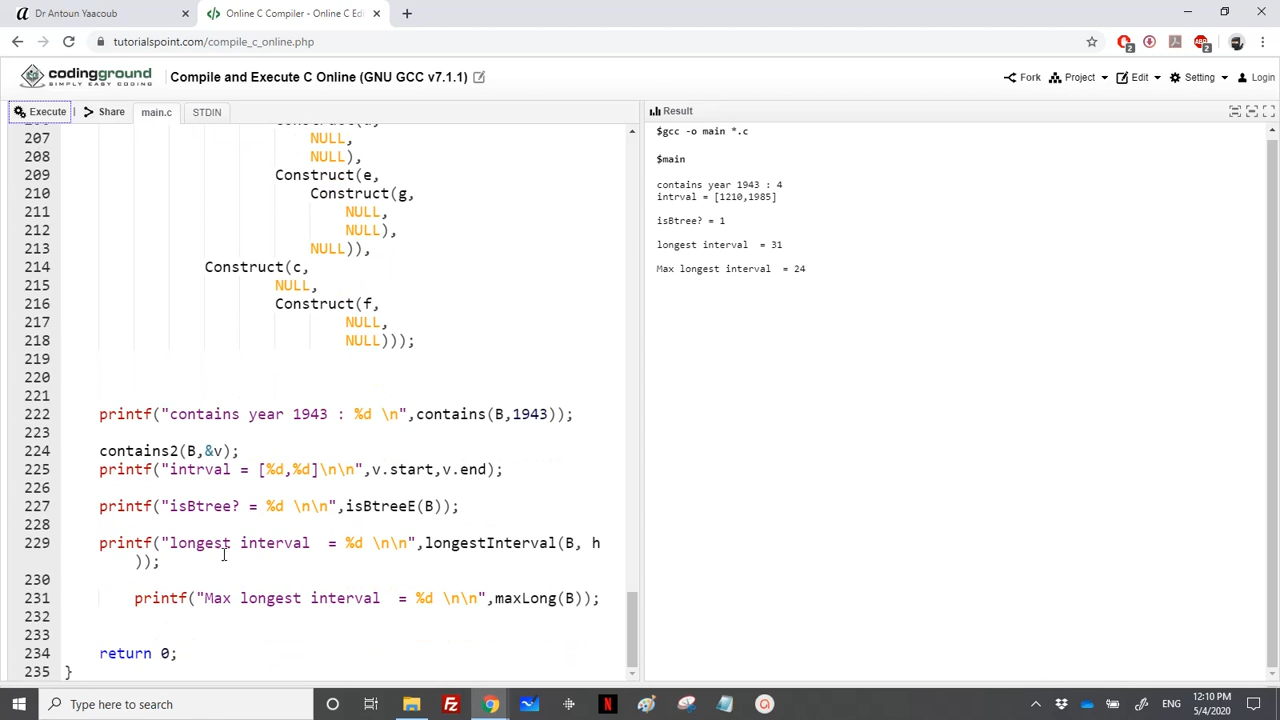 Dr Antoun Yaacoub
Online C Compiler - Online C Edi
tutorialspoint.com/compile_c_online.php
2
2
codingground
SIMPLY EASY CODING
Compile and Execute C Online (GNU GCC v7.1.1)
Fork
Project
Edit
Setting
Login
Execute
Share
main.c
STDIN
Result
207 NULL,
208 NULL),
209 Construct(e,
210 Construct(g,
211 NULL,
212 NULL),
213 NULL)),
214 Construct(c,
215 NULL,
216 Construct(f,
217 NULL,
218 NULL)));
219
220
221
222 printf("contains year 1943 : %d \n",contains(B,1943));
223
224 contains2(B,&v);
225 printf("intrval = [%d,%d]\n\n",v.start,v.end);
226
227 printf("isBtree? = %d \n\n",isBtreeE(B));
228
229 printf("longest interval  = %d \n\n",longestInterval(B, h
));
230
231 printf("Max longest interval  = %d \n\n",maxLong(B));
232
233
234 return 0;
235 }
$gcc -o main *.c
$main
contains year 1943 : 4
intrval = [1210,1985]
isBtree? = 1
longest interval  = 31
Max longest interval  = 24
Type here to search
ENG
12:10 PM
5/4/2020